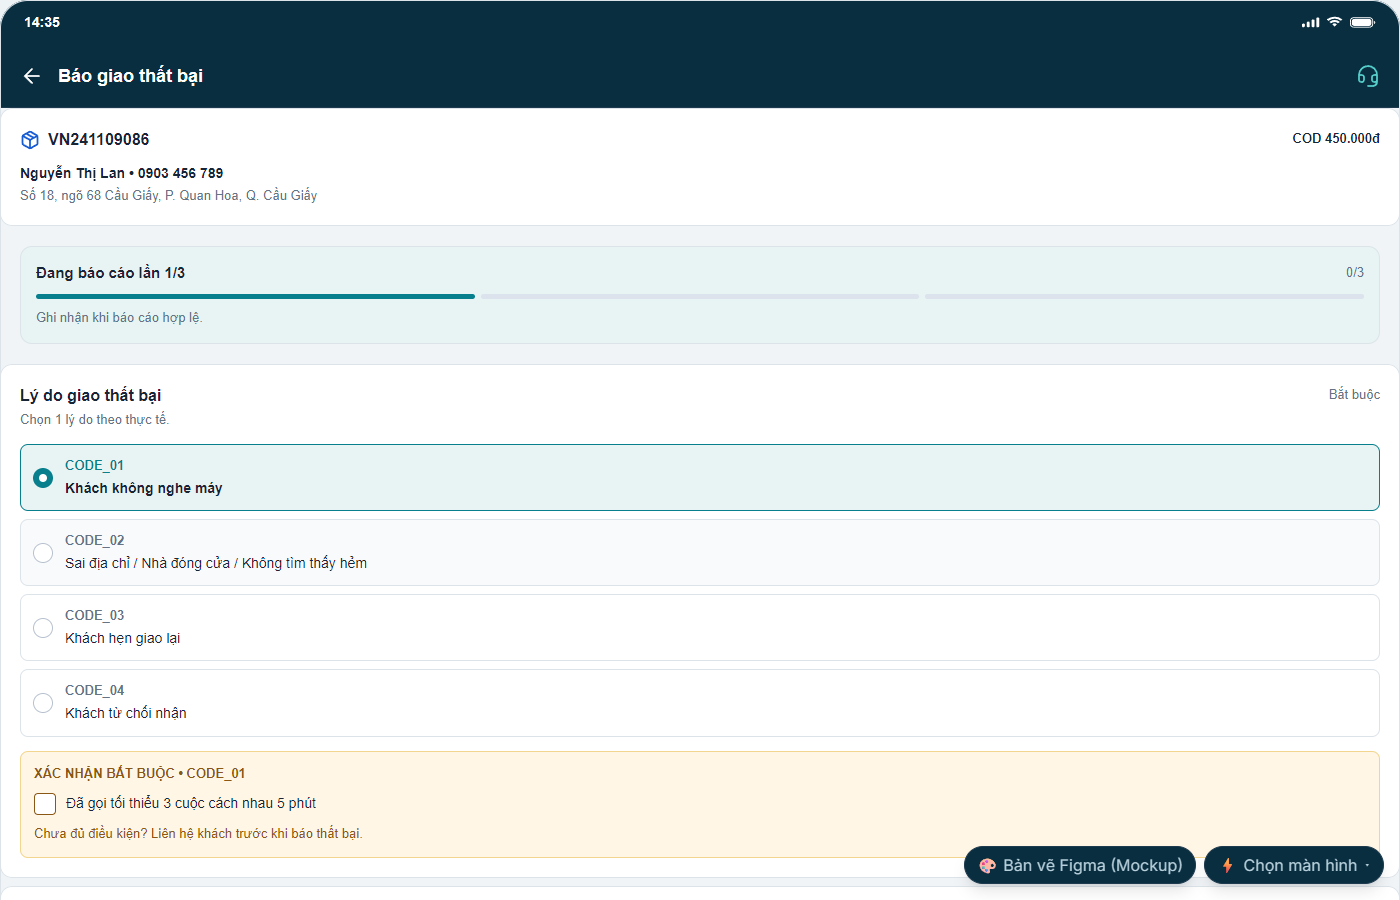 14:35
Báo giao thất bại
VN241109086
COD 450.000đ
Nguyễn Thị Lan • 0903 456 789
Số 18, ngõ 68 Cầu Giấy, P. Quan Hoa, Q. Cầu Giấy
Đang báo cáo lần 1/3
0/3
Ghi nhận khi báo cáo hợp lệ.
Lý do giao thất bại
Bắt buộc
Chọn 1 lý do theo thực tế.
CODE_01
Khách không nghe máy
CODE_02
Sai địa chỉ / Nhà đóng cửa / Không tìm thấy hẻm
CODE_03
Khách hẹn giao lại
CODE_04
Khách từ chối nhận
XÁC NHẬN BẮT BUỘC • CODE_01
Đã gọi tối thiểu 3 cuộc cách nhau 5 phút
Chưa đủ điều kiện? Liên hệ khách trước khi báo thất bại.
Bản vẽ Figma (Mockup)
Chọn màn hình